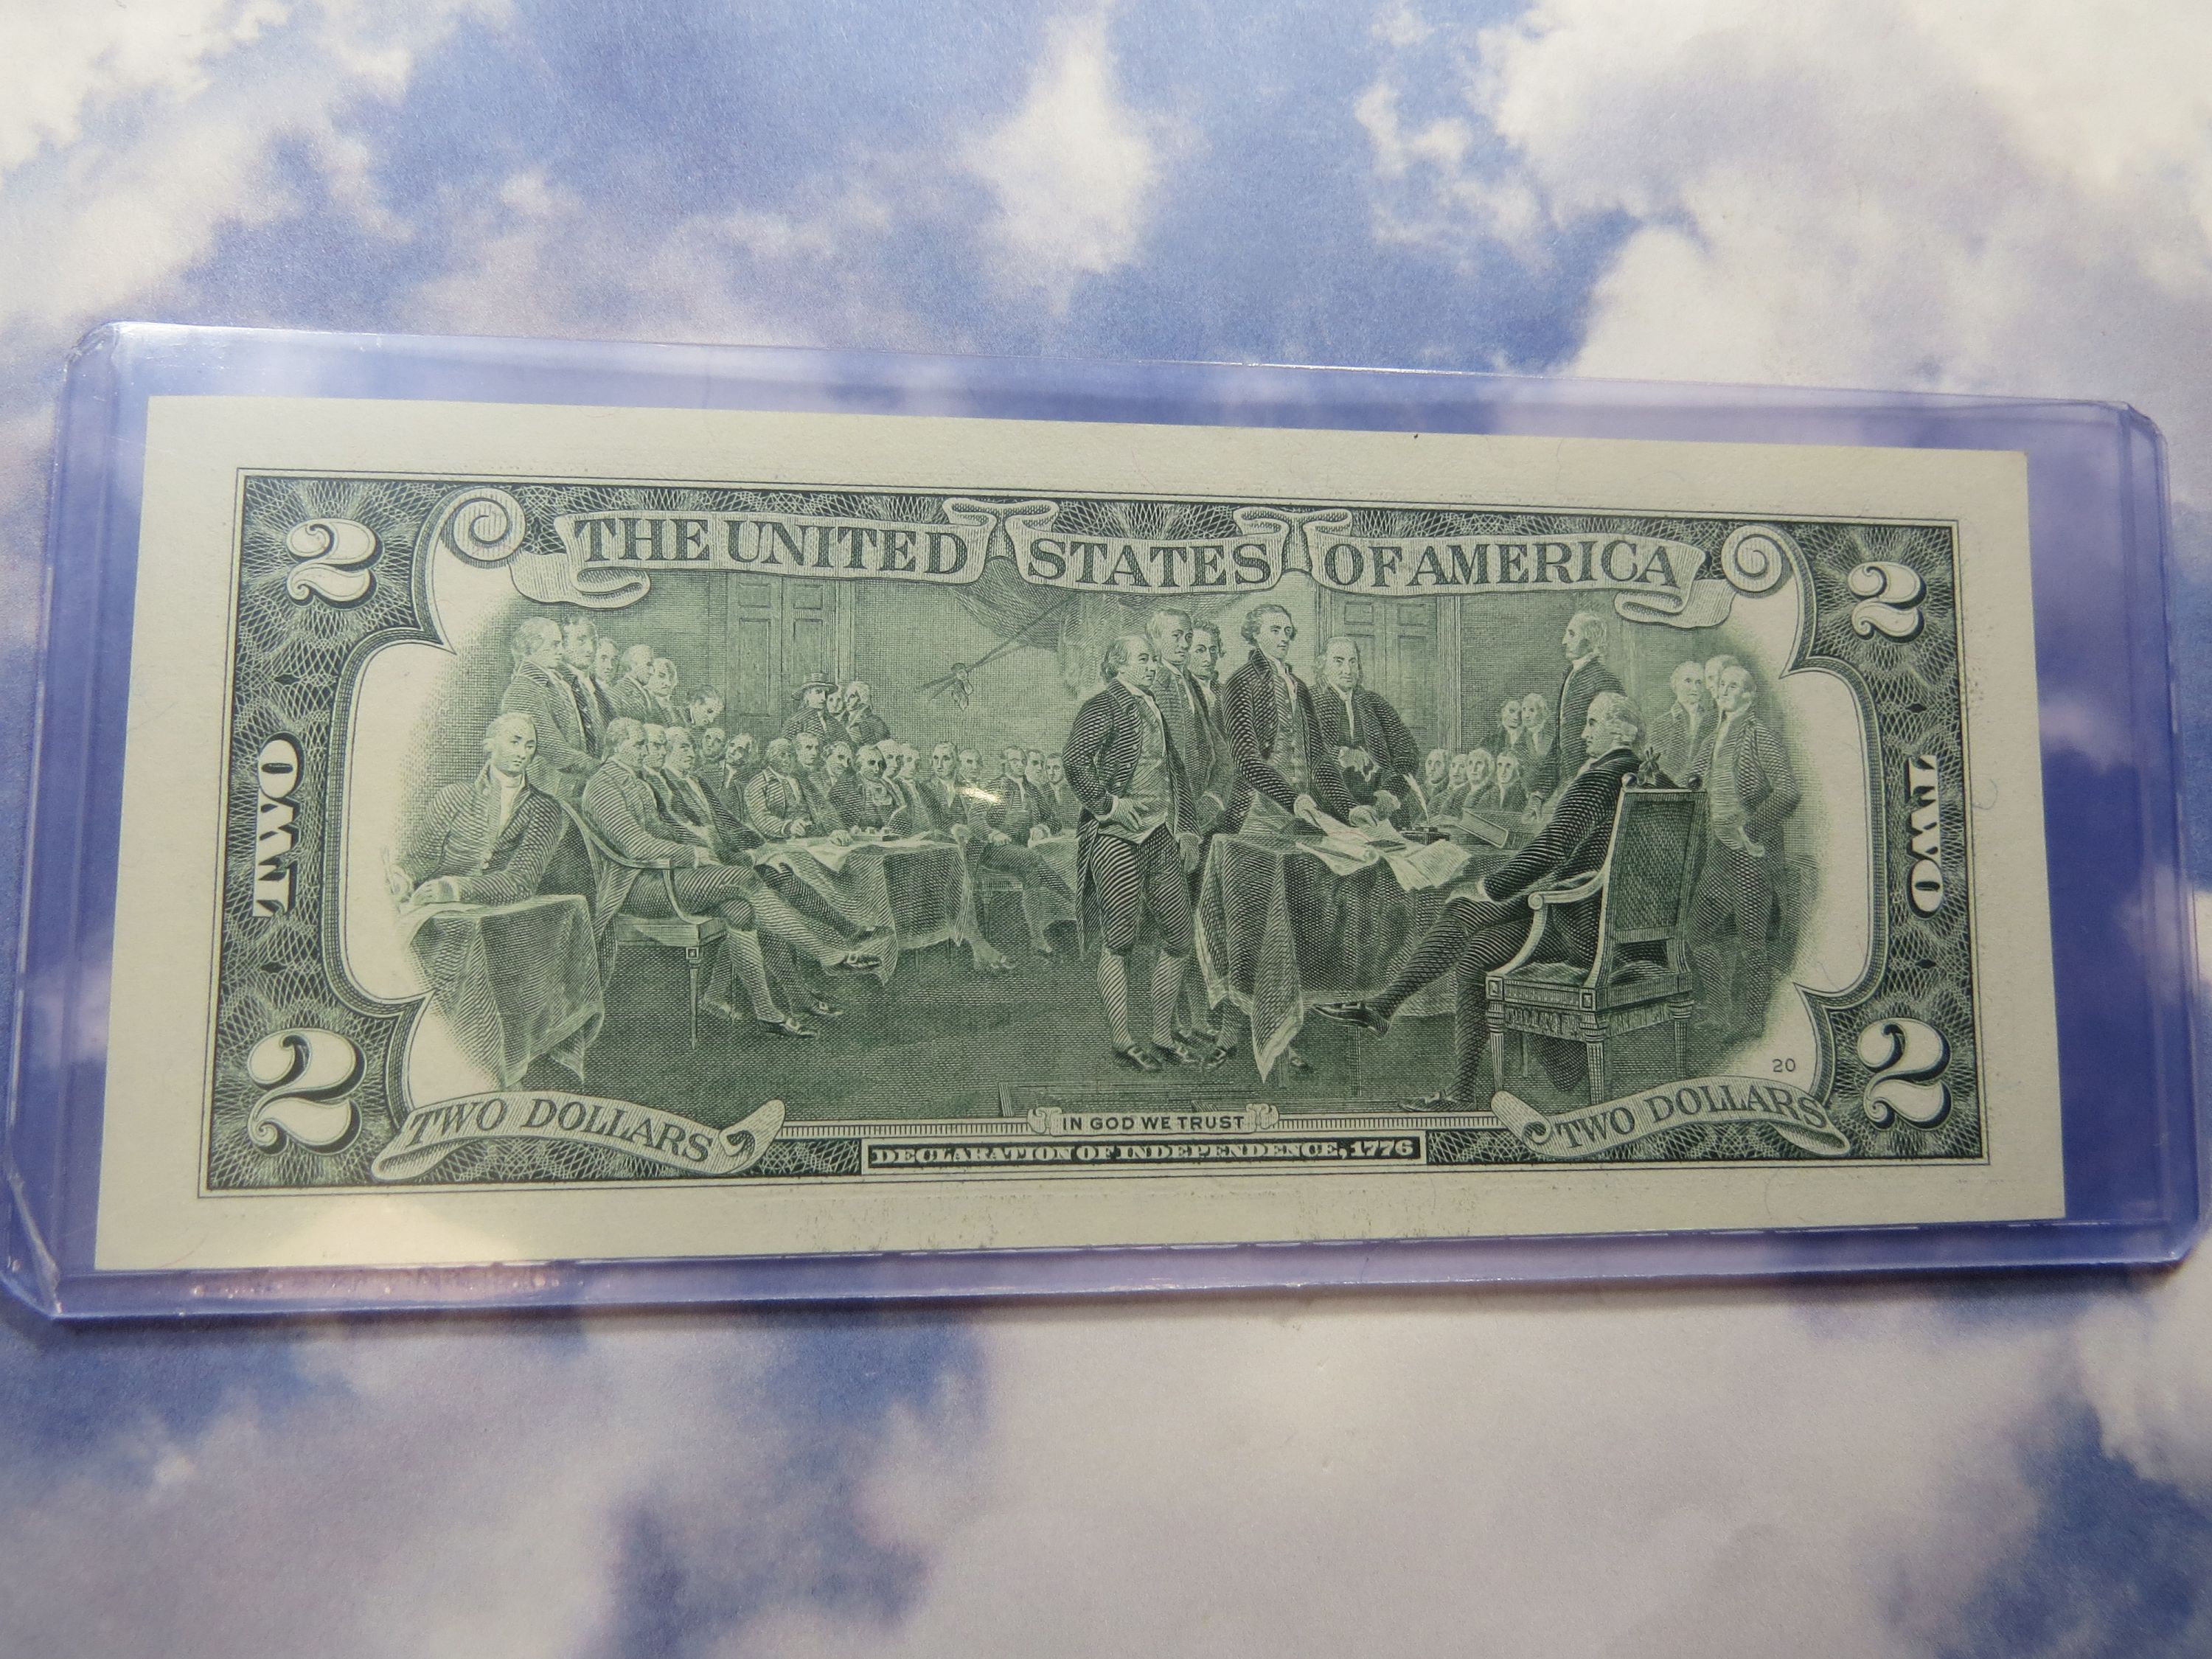 2 THE UNITED STATES OF AMERICA 2
TWO
TWO
20
2 TWO DOLLARS
IN GOD WE TRUST
TWO DOLLARS 2
DECLARATION OF INDEPENDENCE, 1776